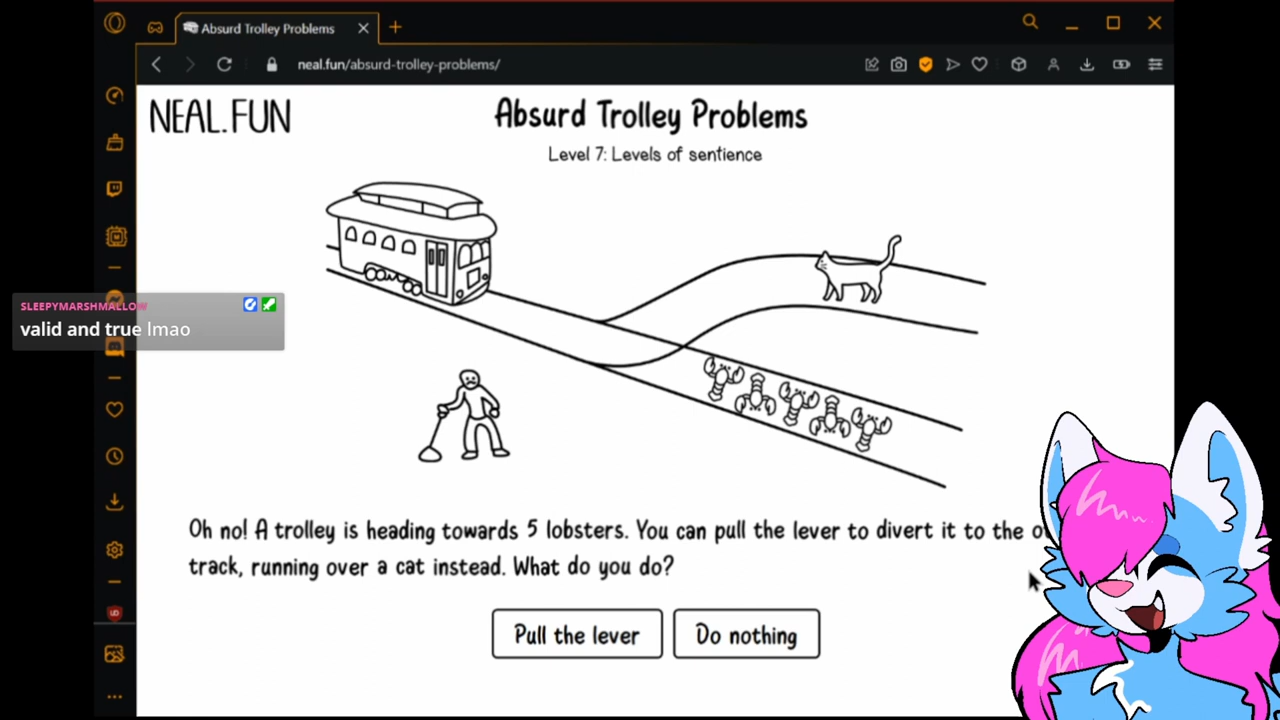 Absurd Trolley Problems
neal.fun/absurd-trolley-problems/
NEAL.FUN
Absurd Trolley Problems
Level 7: Levels of sentience
SLEEPYMARSHMALLOW
valid and true lmao
Oh no! A trolley is heading towards 5 lobsters. You can pull the lever to divert it to the
track, running over a cat instead. What do you do?
Pull the lever
Do nothing